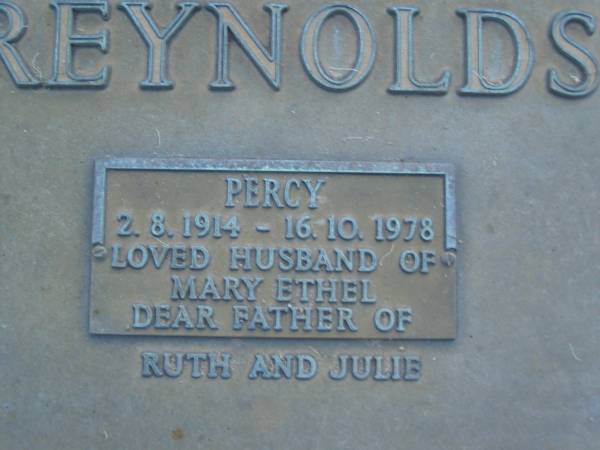 REYNOLDS
PERCY
2. 8. 1914 - 16. 10. 1978
LOVED HUSBAND OF
MARY ETHEL
DEAR FATHER OF
RUTH AND JULIE